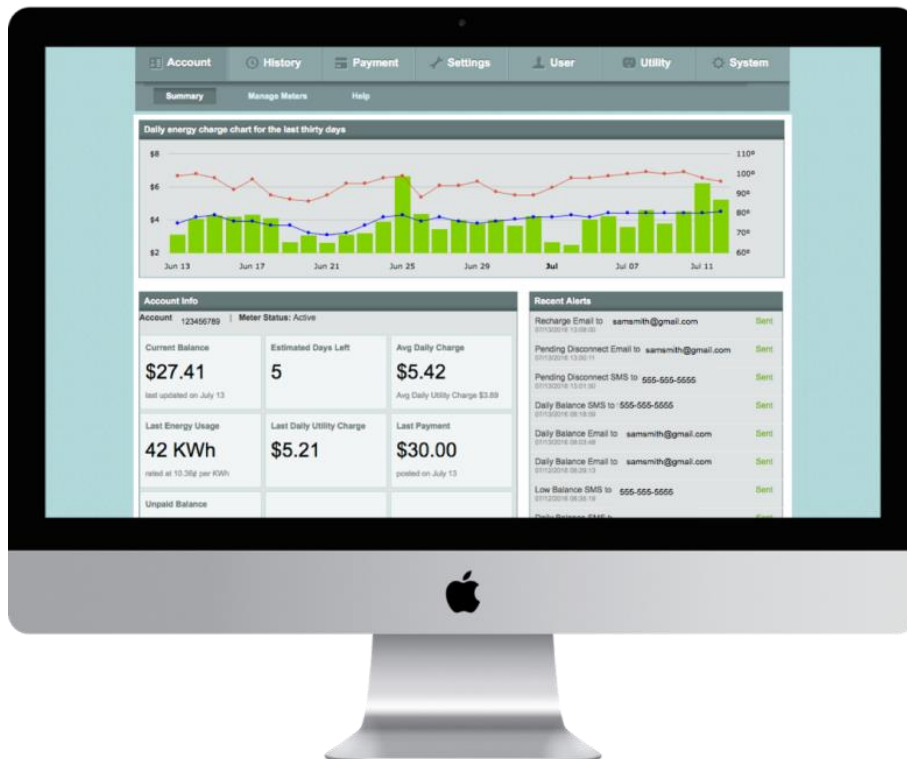 Account History Payment Settings User Utility System
Summary Manage Meters Help
Daily energy charge chart for the last thirty days
$8
$6
$4
$2
110º
100º
90º
80º
70º
60º
Jun 13 Jun 17 Jun 21 Jun 25 Jun 29 Jul Jul 07 Jul 11
Account Info
Account 123456789 | Meter Status: Active
Current Balance
$27.41
last updated on July 13
Estimated Days Left
5
Avg Daily Charge
$5.42
Avg Daily Utility Charge $3.89
Last Energy Usage
42 KWh
rated at 10.36¢ per KWh
Last Daily Utility Charge
$5.21
Last Payment
$30.00
posted on July 13
Unpaid Balance
Recent Alerts
Recharge Email to samsmith@gmail.com Sent
Pending Disconnect Email to samsmith@gmail.com Sent
Pending Disconnect SMS to 555-555-5555 Sent
Daily Balance SMS to 555-555-5555 Sent
Daily Balance Email to samsmith@gmail.com Sent
Daily Balance Email to samsmith@gmail.com Sent
Low Balance SMS to 555-555-5555 Sent